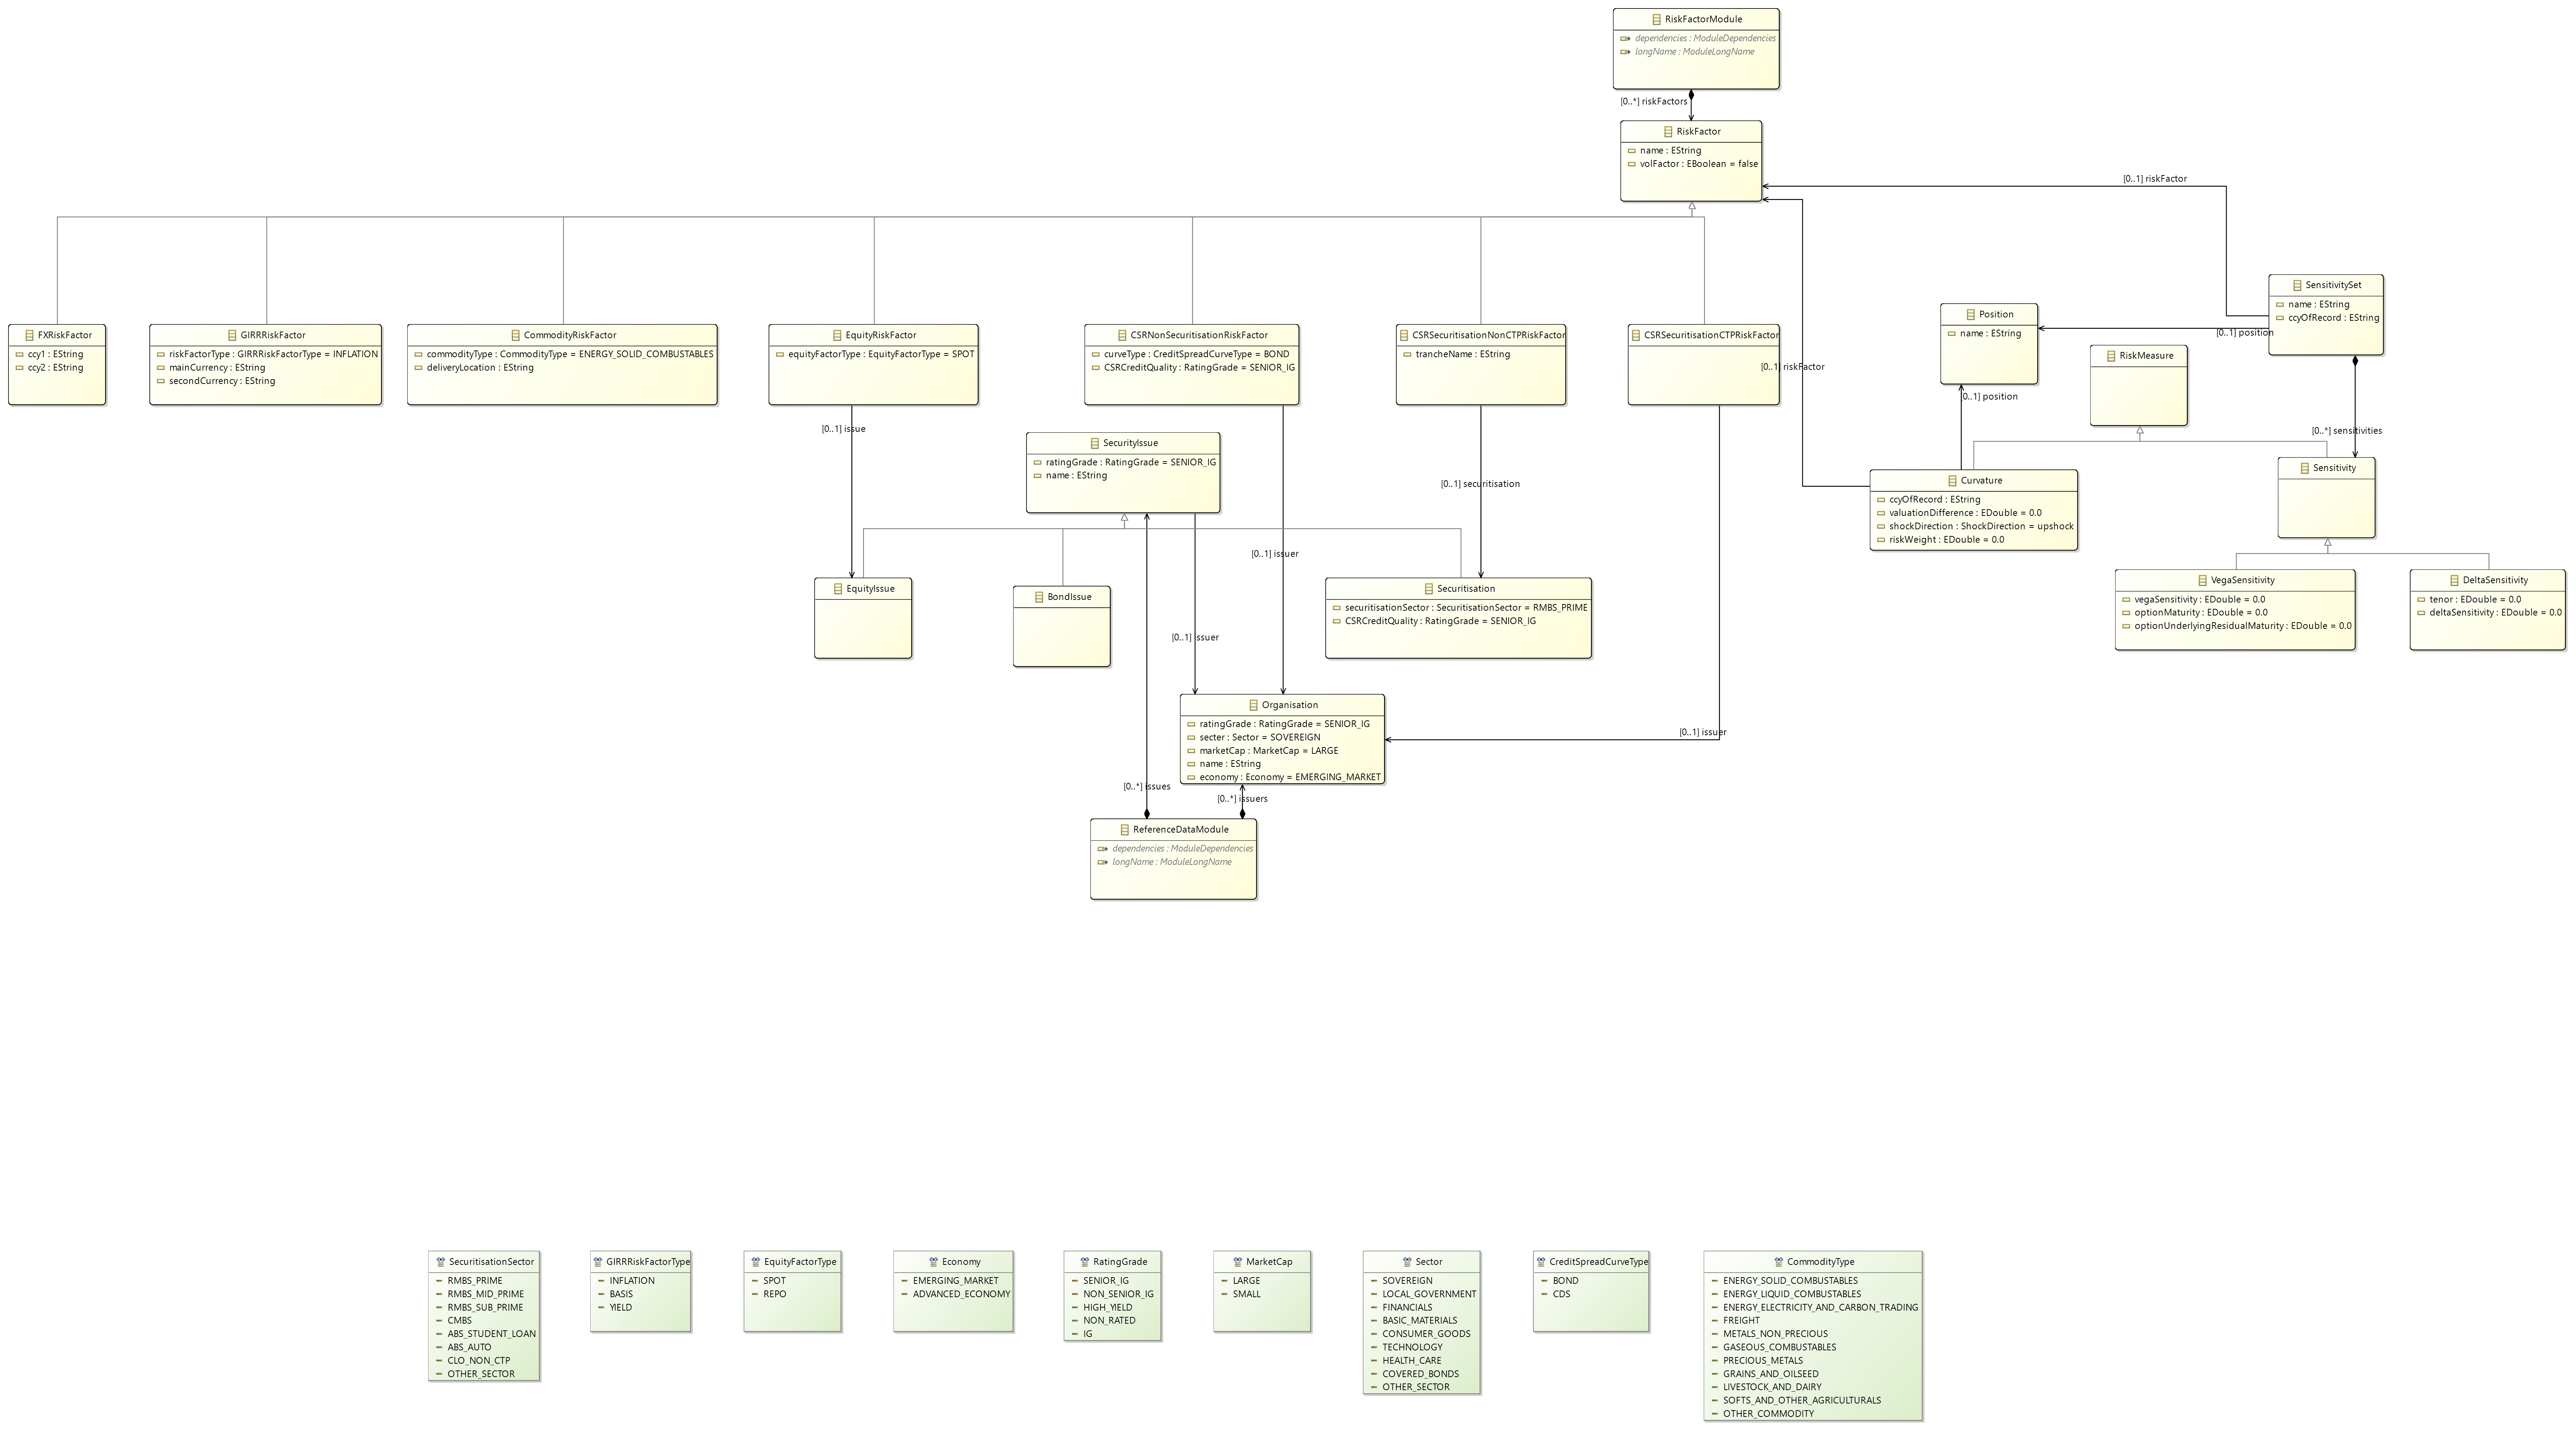 RiskFactorModule
dependencies : ModuleDependencies
longName : ModuleLongName
[0..*] riskFactors
RiskFactor
name : EString
volFactor : EBoolean = false
[0..1] riskFactor
SensitivitySet
name : EString
ccyOfRecord : EString
Position
name : EString
[0..1] position
RiskMeasure
FXRiskFactor
ccy1 : EString
ccy2 : EString
GIRRRiskFactor
riskFactorType : GIRRRiskFactorType = INFLATION
mainCurrency : EString
secondCurrency : EString
CommodityRiskFactor
commodityType : CommodityType = ENERGY_SOLID_COMBUSTABLES
deliveryLocation : EString
EquityRiskFactor
equityFactorType : EquityFactorType = SPOT
CSRNonSecuritisationRiskFactor
curveType : CreditSpreadCurveType = BOND
CSRCreditQuality : RatingGrade = SENIOR_IG
CSRSecuritisationNonCTPRiskFactor
trancheName : EString
CSRSecuritisationCTPRiskFactor
[0..1] riskFactor
[0..1] position
[0..1] issue
[0..*] sensitivities
SecurityIssue
ratingGrade : RatingGrade = SENIOR_IG
name : EString
[0..1] securitisation
Curvature
ccyOfRecord : EString
valuationDifference : EDouble = 0.0
shockDirection : ShockDirection = upshock
riskWeight : EDouble = 0.0
Sensitivity
[0..1] issuer
EquityIssue
BondIssue
Securitisation
securitisationSector : SecuritisationSector = RMBS_PRIME
CSRCreditQuality : RatingGrade = SENIOR_IG
VegaSensitivity
vegaSensitivity : EDouble = 0.0
optionMaturity : EDouble = 0.0
optionUnderlyingResidualMaturity : EDouble = 0.0
DeltaSensitivity
tenor : EDouble = 0.0
deltaSensitivity : EDouble = 0.0
[0..1] issuer
Organisation
ratingGrade : RatingGrade = SENIOR_IG
secter : Sector = SOVEREIGN
marketCap : MarketCap = LARGE
name : EString
economy : Economy = EMERGING_MARKET
[0..1] issuer
[0..*] issues
[0..*] issuers
ReferenceDataModule
dependencies : ModuleDependencies
longName : ModuleLongName
SecuritisationSector
RMBS_PRIME
RMBS_MID_PRIME
RMBS_SUB_PRIME
CMBS
ABS_STUDENT_LOAN
ABS_AUTO
CLO_NON_CTP
OTHER_SECTOR
GIRRRiskFactorType
INFLATION
BASIS
YIELD
EquityFactorType
SPOT
REPO
Economy
EMERGING_MARKET
ADVANCED_ECONOMY
RatingGrade
SENIOR_IG
NON_SENIOR_IG
HIGH_YIELD
NON_RATED
IG
MarketCap
LARGE
SMALL
Sector
SOVEREIGN
LOCAL_GOVERNMENT
FINANCIALS
BASIC_MATERIALS
CONSUMER_GOODS
TECHNOLOGY
HEALTH_CARE
COVERED_BONDS
OTHER_SECTOR
CreditSpreadCurveType
BOND
CDS
CommodityType
ENERGY_SOLID_COMBUSTABLES
ENERGY_LIQUID_COMBUSTABLES
ENERGY_ELECTRICITY_AND_CARBON_TRADING
FREIGHT
METALS_NON_PRECIOUS
GASEOUS_COMBUSTABLES
PRECIOUS_METALS
GRAINS_AND_OILSEED
LIVESTOCK_AND_DAIRY
SOFTS_AND_OTHER_AGRICULTURALS
OTHER_COMMODITY